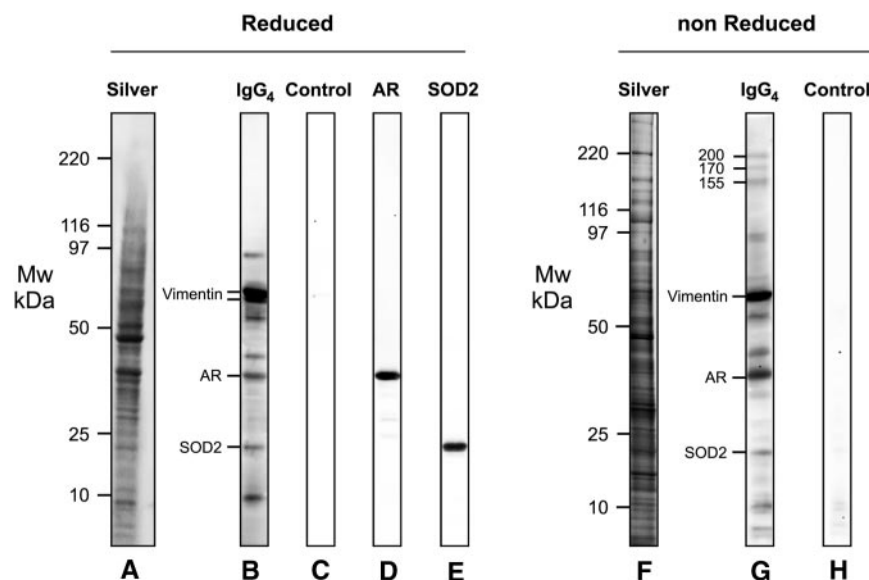 Reduced
non Reduced
Silver
IgG₄ Control AR SOD2
Silver
IgG₄ Control
220
116
97
Mw
kDa
50
25
10
Vimentin
AR
SOD2
220
116
97
Mw
kDa
50
25
10
200
170
155
Vimentin
AR
SOD2
A B C D E F G H